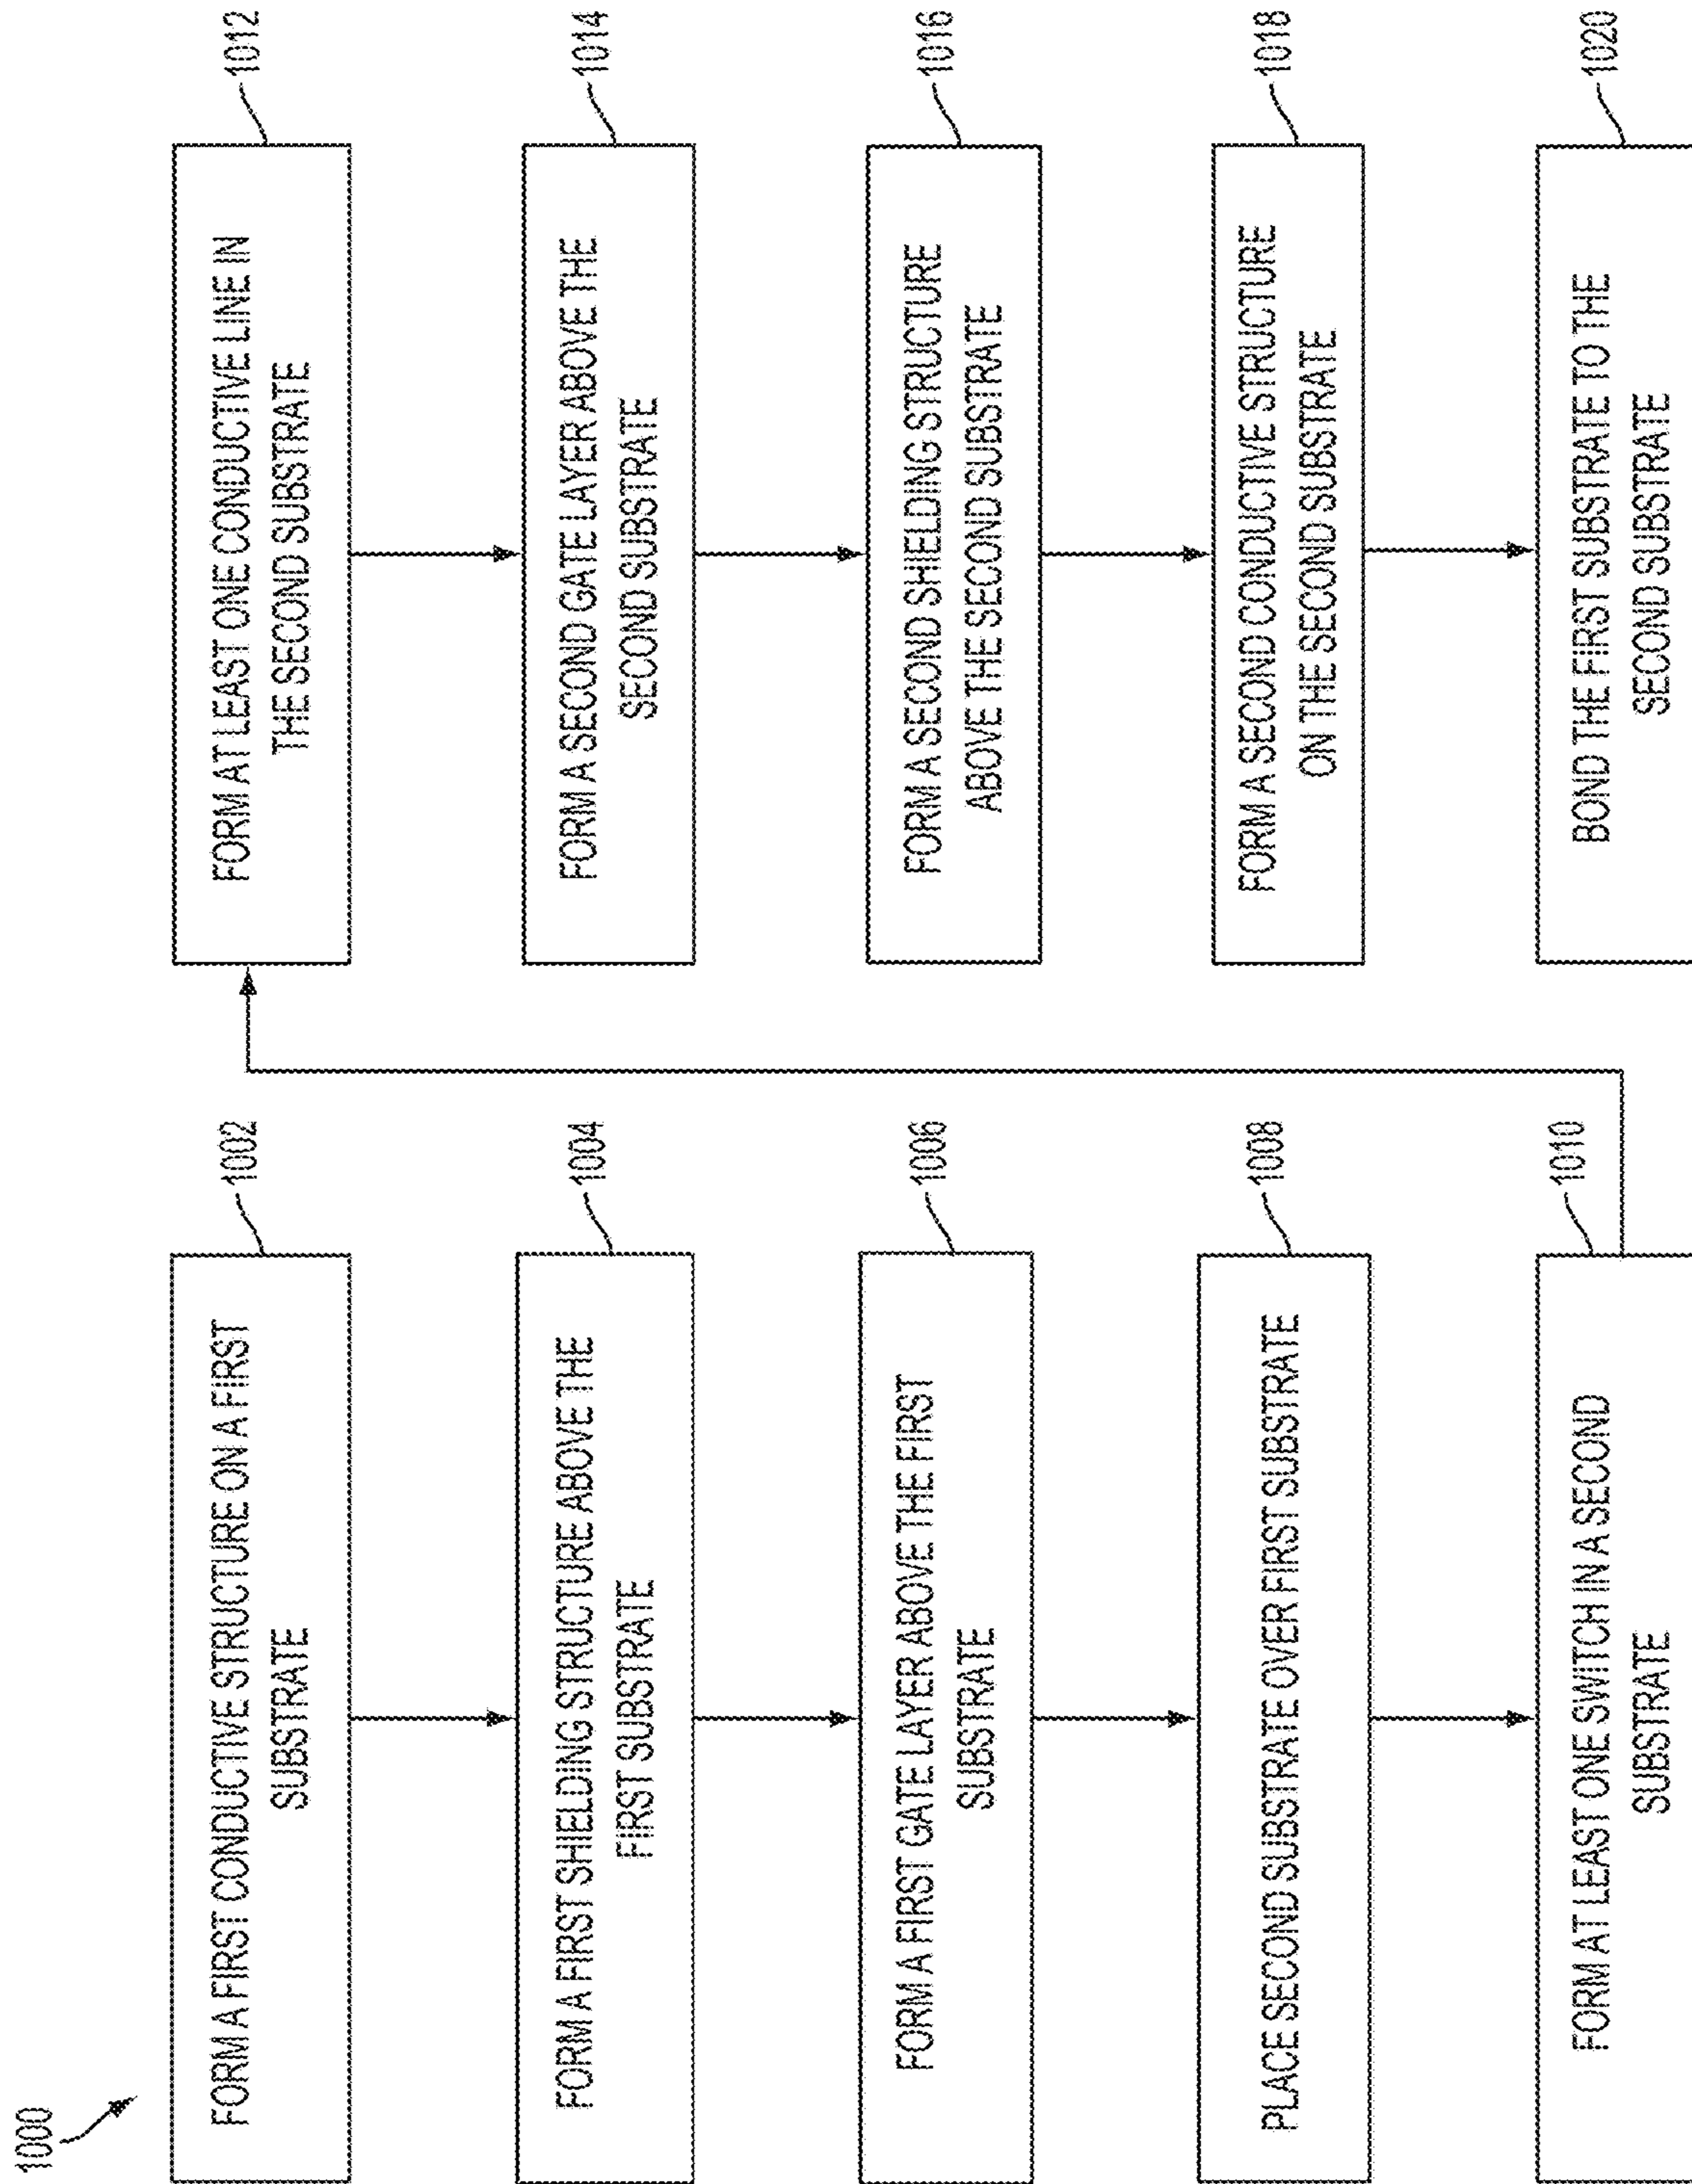 1000
FORM A FIRST CONDUCTIVE STRUCTURE ON A FIRST
SUBSTRATE
1002
FORM A FIRST SHIELDING STRUCTURE ABOVE THE
FIRST SUBSTRATE
1004
FORM A FIRST GATE LAYER ABOVE THE FIRST
SUBSTRATE
1006
PLACE SECOND SUBSTRATE OVER FIRST SUBSTRATE
1008
FORM AT LEAST ONE SWITCH IN A SECOND
SUBSTRATE
1010
FORM AT LEAST ONE CONDUCTIVE LINE IN
THE SECOND SUBSTRATE
1012
FORM A SECOND GATE LAYER ABOVE THE
SECOND SUBSTRATE
1014
FORM A SECOND SHIELDING STRUCTURE
ABOVE THE SECOND SUBSTRATE
1016
FORM A SECOND CONDUCTIVE STRUCTURE
ON THE SECOND SUBSTRATE
1018
BOND THE FIRST SUBSTRATE TO THE
SECOND SUBSTRATE
1020